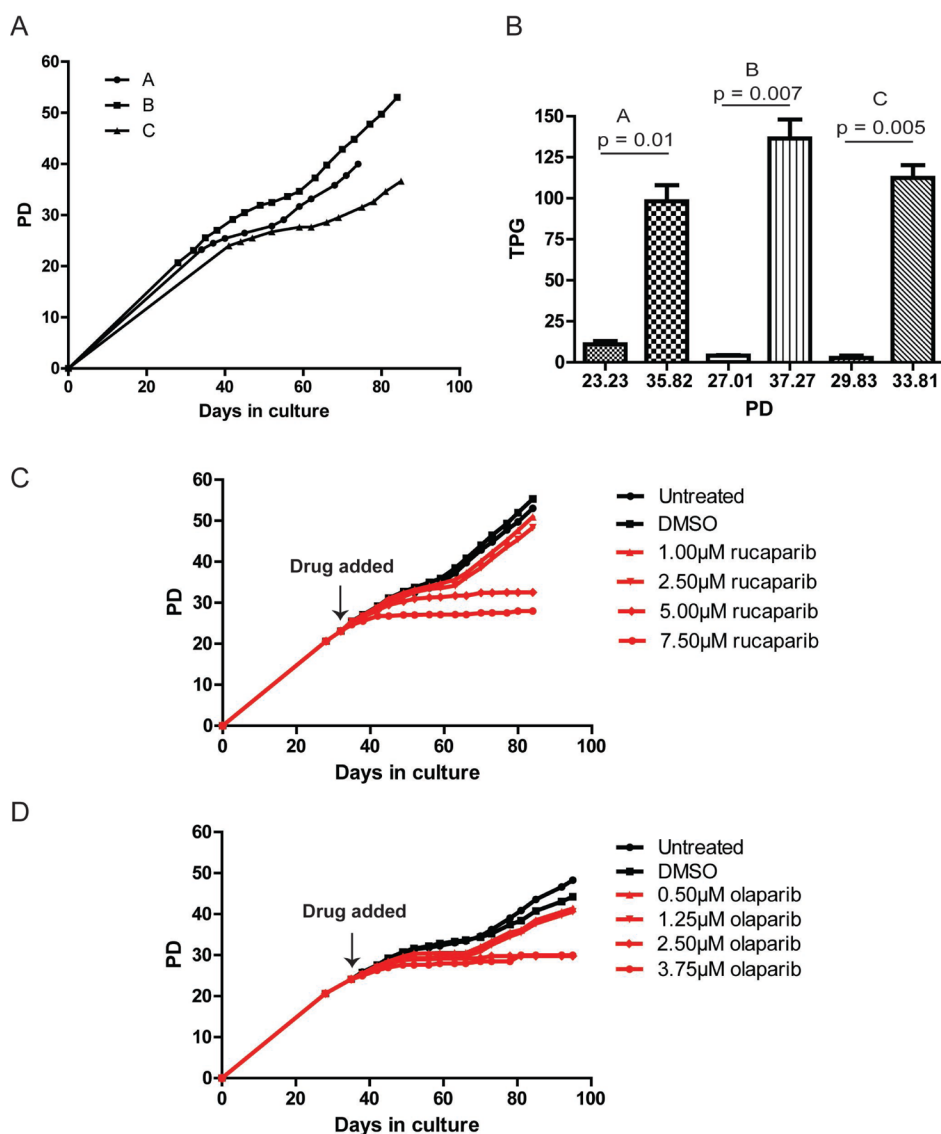 A
PD
60
50
40
30
20
10
0
0 20 40 60 80 100
Days in culture
A
B
C
B
TPG
150
125
100
75
50
25
0
A
p = 0.01
B
p = 0.007
C
p = 0.005
23.23 35.82 27.01 37.27 29.83 33.81
PD
C
PD
60
50
40
30
20
10
0
Drug added
0 20 40 60 80 100
Days in culture
Untreated
DMSO
1.00µM rucaparib
2.50µM rucaparib
5.00µM rucaparib
7.50µM rucaparib
D
PD
60
50
40
30
20
10
0
Drug added
0 20 40 60 80 100
Days in culture
Untreated
DMSO
0.50µM olaparib
1.25µM olaparib
2.50µM olaparib
3.75µM olaparib